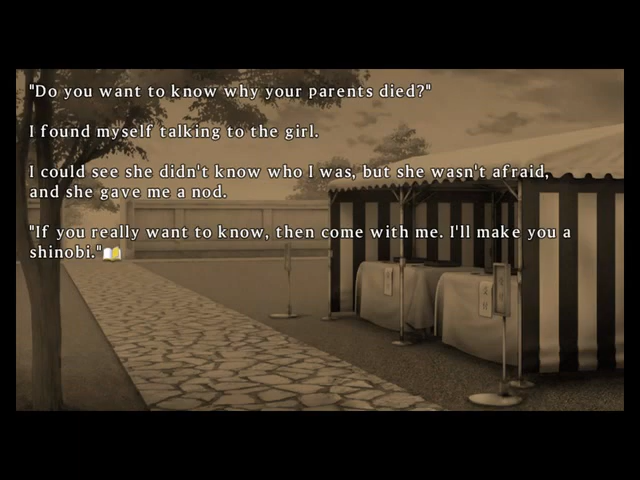 "Do you want to know why your parents died?"
I found myself talking to the girl.
I could see she didn't know who I was, but she wasn't afraid,
and she gave me a nod.
"If you really want to know, then come with me. I'll make you a
shinobi."